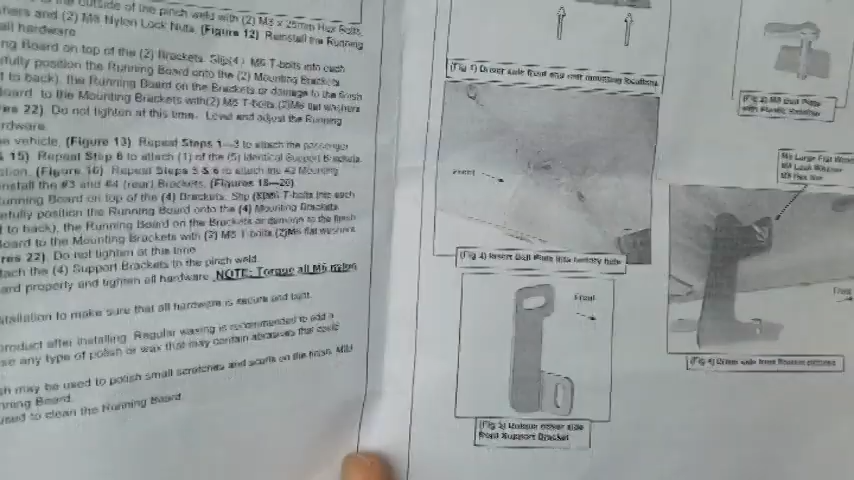 of the outside of the pinch weld with (2) M8 x 25mm Hex Bolts,
and (2) M8 Nylon Lock Nuts. (Figure 12) Reinstall the Running
all hardware.
ng Board on top of the (2) Brackets. Slip (4) M6 T-bolts into each
efully position the Running Board onto the (2) Mounting Brackets
t to back), the Running Board on the Brackets or damage to the finish
oard to the Mounting Brackets with (2) M6 T-bolts, (2) M6 flat washers
res 22) Do not tighten at this time. Level and adjust the Running
rdware.
e vehicle. (Figure 13) Repeat Steps 1—3 to attach the passenger
15) Repeat Step 6 to attach (1) of the (5) identical Support Brackets
(Figure 16) Repeat Steps 5 & 6 to attach the #2 Mounting
nstall the #3 and #4 (rear) Brackets. (Figures 18—20)
unning Board on top of the (4) Brackets. Slip T-bolts into each
efully position the Running Board onto the (4) Mounting Brackets
t to back), the Running Board on the Brackets or damage to the finish
oard to the Mounting Brackets with (2) M6 T-bolts, (2) M6 flat washers
res 22) Do not tighten at this time
tach the (4) Support Brackets to the pinch weld.
ard properly and tighten all hardware. NOTE: Torque all M6 nylon
stallation to make sure that all hardware is secure and tight.
product after installing. Regular waxing is recommended to add a
se any type of polish or wax that may contain abrasives that could
sh may be used to polish small scratches and scuffs on the finish. Mild
nning Board.
used to clean the Running Board.
(Fig 1) Driver side front and rear mounting locations
Front
(Fig 3) Insert Bolt Plate into factory hole
Front
(Fig 5) Unique driver side
front Support Bracket
(Fig 2) M8 Bolt Plate
with Plastic Retainer
M8 Large Flat Washer
M8 Lock Washer
M8 Hex Nut
Front
(Fig 4) Driver side front Bracket